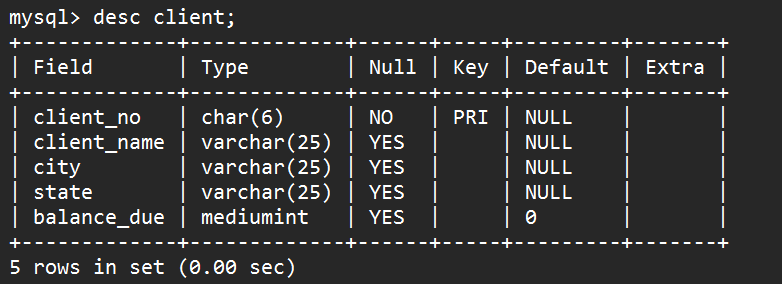 mysql> desc client;
+-------------+-------------+------+-----+---------+-------+
| Field       | Type        | Null | Key | Default | Extra |
+-------------+-------------+------+-----+---------+-------+
| client_no   | char(6)     | NO   | PRI | NULL    |       |
| client_name | varchar(25) | YES  |     | NULL    |       |
| city        | varchar(25) | YES  |     | NULL    |       |
| state       | varchar(25) | YES  |     | NULL    |       |
| balance_due | mediumint   | YES  |     | 0       |       |
+-------------+-------------+------+-----+---------+-------+
5 rows in set (0.00 sec)